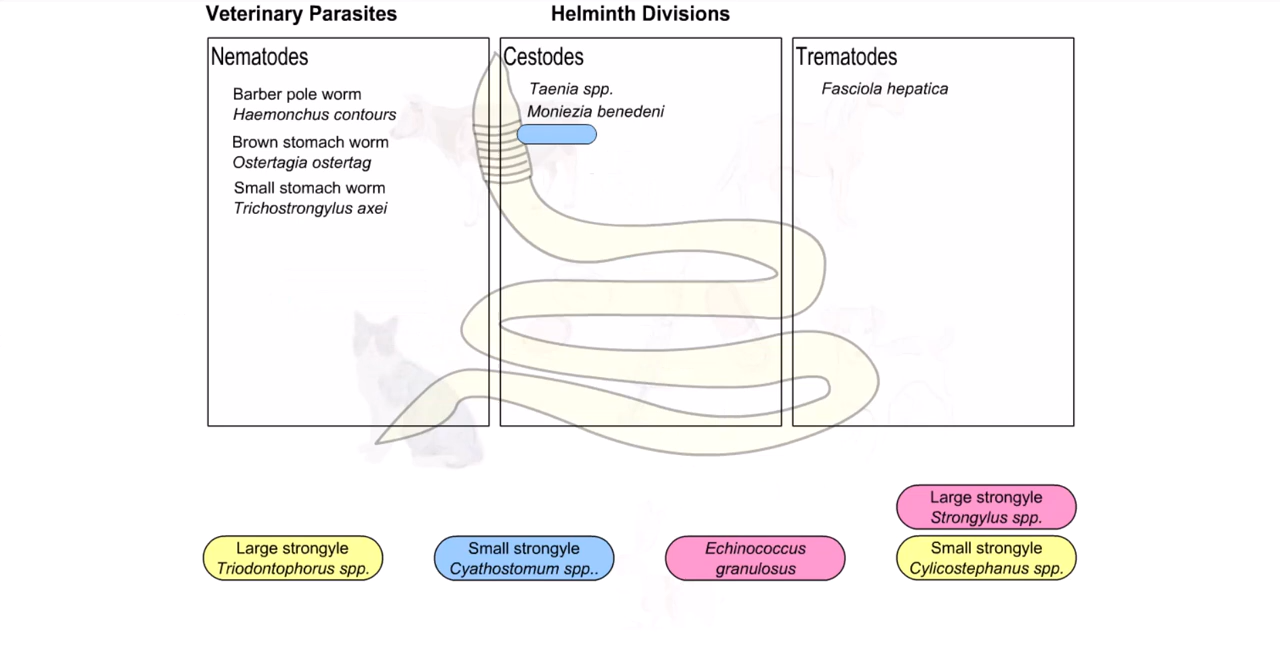 Veterinary Parasites
Helminth Divisions
Nematodes
Barber pole worm
Haemonchus contours
Brown stomach worm
Ostertagia ostertag
Small stomach worm
Trichostrongylus axei
Cestodes
Taenia spp.
Moniezia benedeni
Trematodes
Fasciola hepatica
Large strongyle
Strongylus spp.
Large strongyle
Triodontophorus spp.
Small strongyle
Cyathostomum spp..
Echinococcus
granulosus
Small strongyle
Cylicostephanus spp.